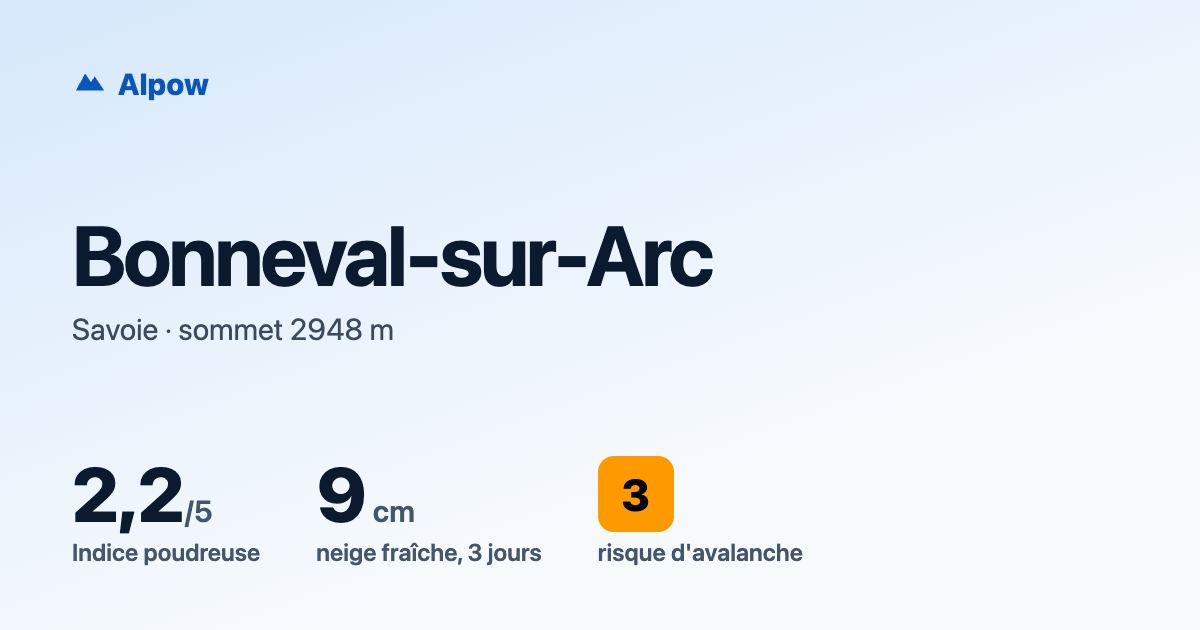 Alpow
Bonneval-sur-Arc
Savoie · sommet 2948 m
2,2/5
Indice poudreuse
9 cm
neige fraîche, 3 jours
3
risque d'avalanche